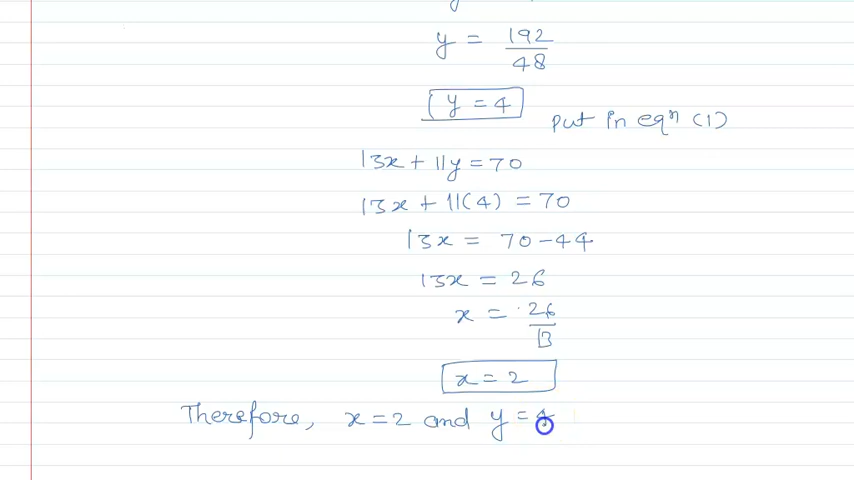 y = 192/48
y = 4
put in eqⁿ (1)
13x + 11y = 70
13x + 11(4) = 70
13x = 70 - 44
13x = 26
x = 26/13
x = 2
Therefore, x = 2 and y = 4